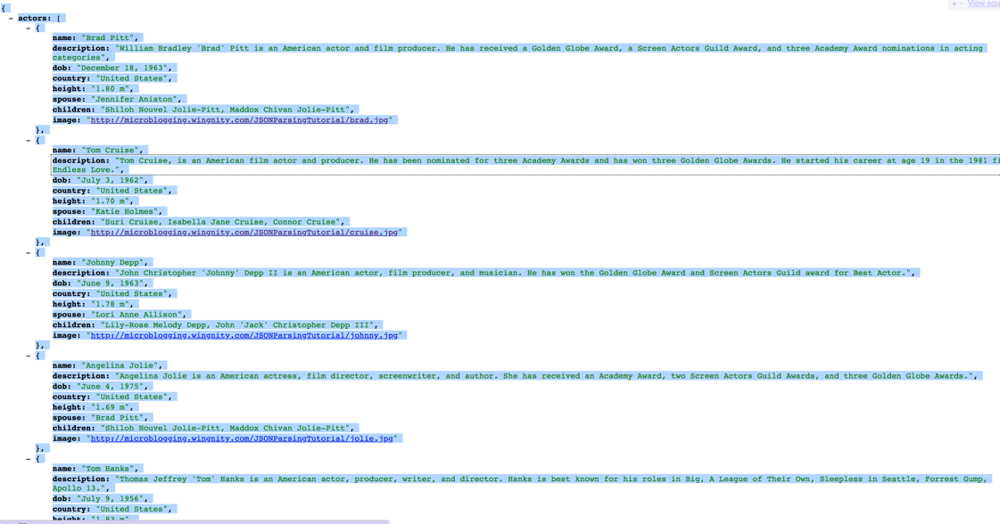 + - View sou
{
- actors: [
- {
name: "Brad Pitt",
description: "William Bradley 'Brad' Pitt is an American actor and film producer. He has received a Golden Globe Award, a Screen Actors Guild Award, and three Academy Award nominations in acting
categories",
dob: "December 18, 1963",
country: "United States",
height: "1.80 m",
spouse: "Jennifer Aniston",
children: "Shiloh Nouvel Jolie-Pitt, Maddox Chivan Jolie-Pitt",
image: "http://microblogging.wingnity.com/JSONParsingTutorial/brad.jpg"
},
- {
name: "Tom Cruise",
description: "Tom Cruise, is an American film actor and producer. He has been nominated for three Academy Awards and has won three Golden Globe Awards. He started his career at age 19 in the 1981 fi
Endless Love.",
dob: "July 3, 1962",
country: "United States",
height: "1.70 m",
spouse: "Katie Holmes",
children: "Suri Cruise, Isabella Jane Cruise, Connor Cruise",
image: "http://microblogging.wingnity.com/JSONParsingTutorial/cruise.jpg"
},
- {
name: "Johnny Depp",
description: "John Christopher 'Johnny' Depp II is an American actor, film producer, and musician. He has won the Golden Globe Award and Screen Actors Guild award for Best Actor.",
dob: "June 9, 1963",
country: "United States",
height: "1.78 m",
spouse: "Lori Anne Allison",
children: "Lily-Rose Melody Depp, John 'Jack' Christopher Depp III",
image: "http://microblogging.wingnity.com/JSONParsingTutorial/johnny.jpg"
},
- {
name: "Angelina Jolie",
description: "Angelina Jolie is an American actress, film director, screenwriter, and author. She has received an Academy Award, two Screen Actors Guild Awards, and three Golden Globe Awards.",
dob: "June 4, 1975",
country: "United States",
height: "1.69 m",
spouse: "Brad Pitt",
children: "Shiloh Nouvel Jolie-Pitt, Maddox Chivan Jolie-Pitt",
image: "http://microblogging.wingnity.com/JSONParsingTutorial/jolie.jpg"
},
- {
name: "Tom Hanks",
description: "Thomas Jeffrey 'Tom' Hanks is an American actor, producer, writer, and director. Hanks is best known for his roles in Big, A League of Their Own, Sleepless in Seattle, Forrest Gump,
Apollo 13.",
dob: "July 9, 1956",
country: "United States",
height: "1.83 m",